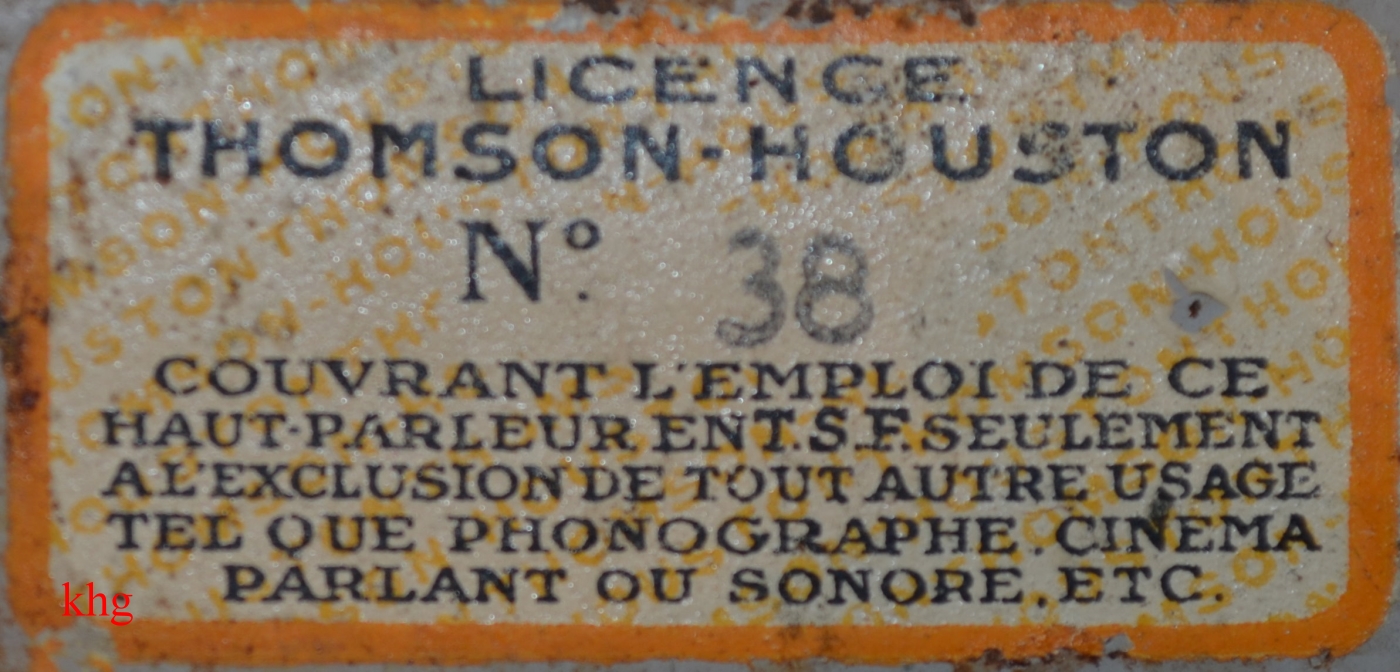 LICENCE
THOMSON-HOUSTON
Nº. 38
COUVRANT L'EMPLOI DE CE
HAUT-PARLEUR EN T.S.F. SEULEMENT
A L'EXCLUSION DE TOUT AUTRE USAGE
TEL QUE PHONOGRAPHE. CINEMA
PARLANT OU SONORE. ETC.
khg